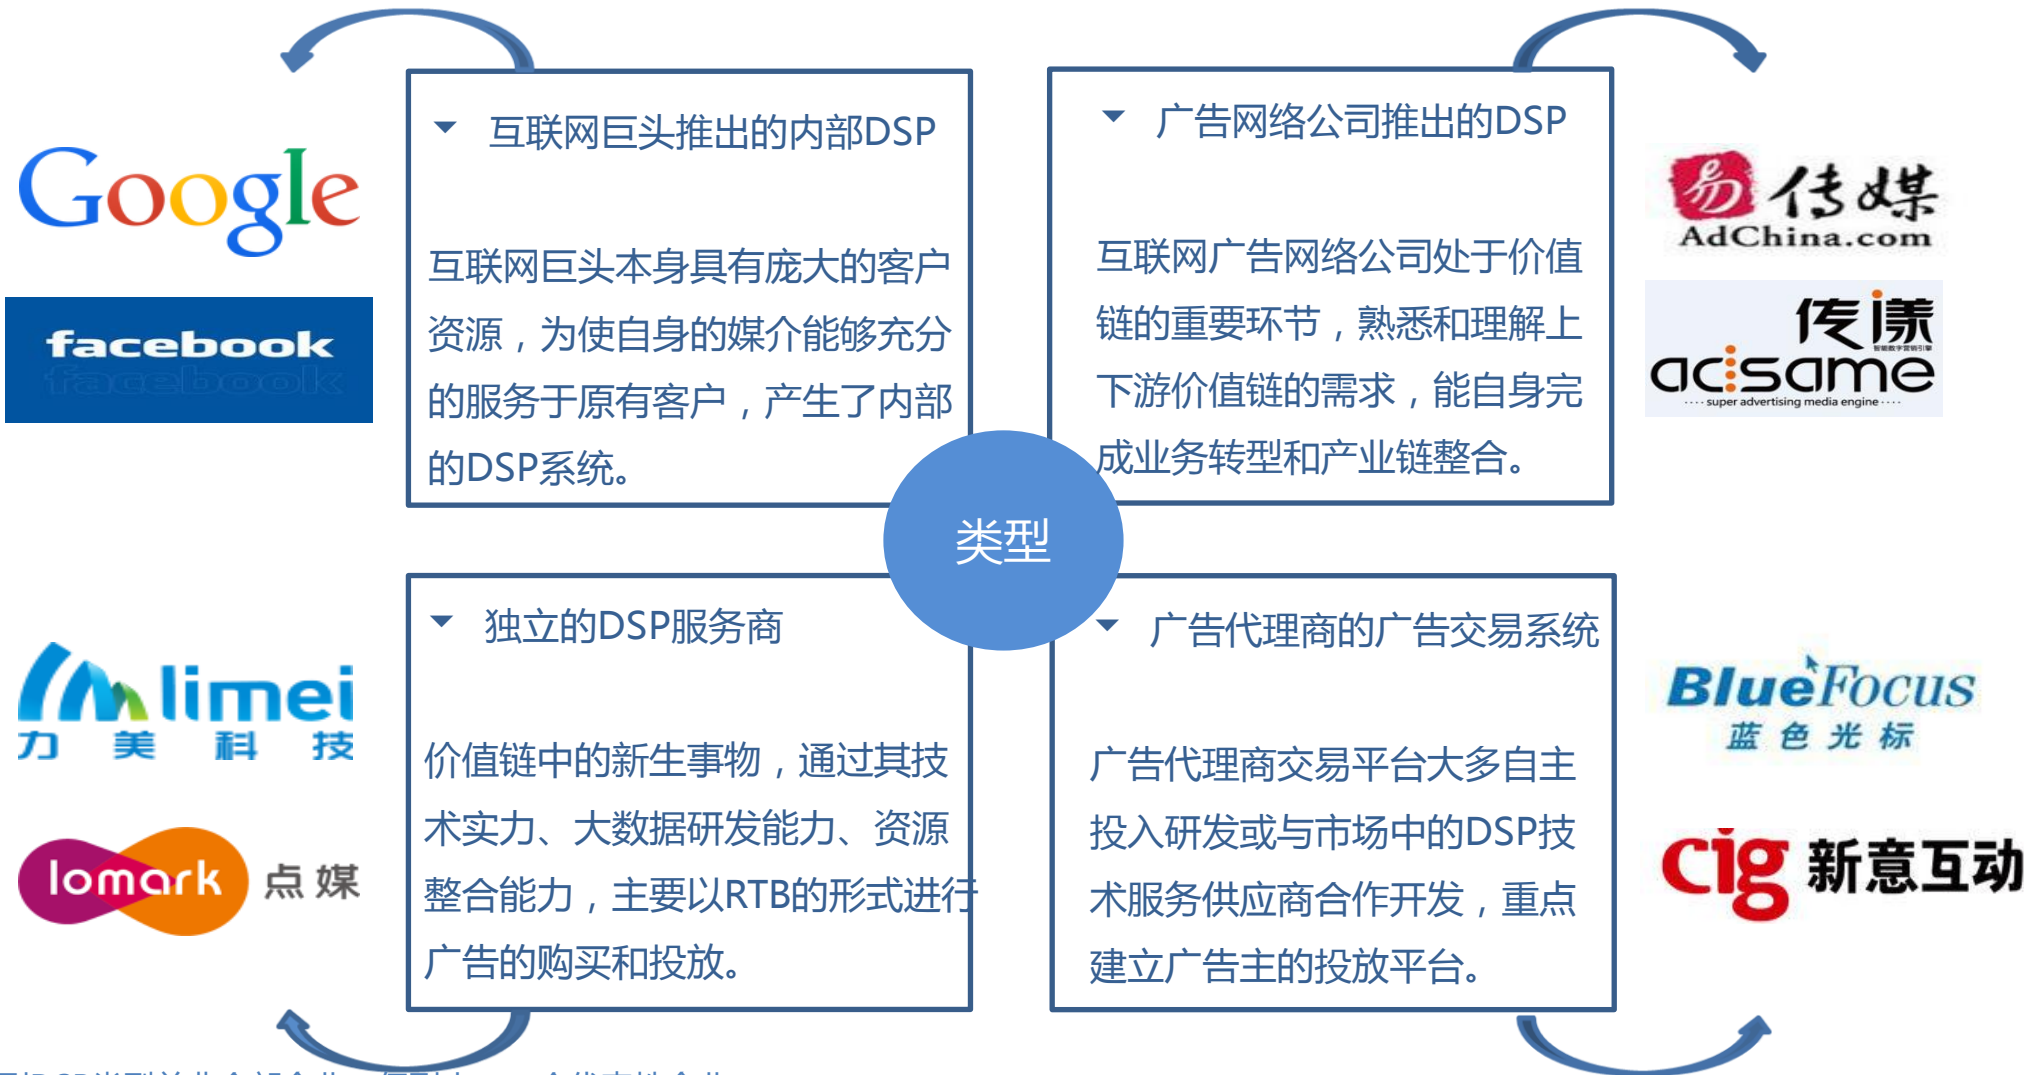 互联网巨头推出的内部DSP
互联网巨头本身具有庞大的客户
资源，为使自身的媒介能够充分
的服务于原有客户，产生了内部
的DSP系统。
Google
facebook
facebook
广告网络公司推出的DSP
互联网广告网络公司处于价值
链的重要环节，熟悉和理解上
下游价值链的需求，能自身完
成业务转型和产业链整合。
易传媒
AdChina.com
传漾
智能数字营销引擎
acisame
····super advertising media engine····
类型
独立的DSP服务商
价值链中的新生事物，通过其技
术实力、大数据研发能力、资源
整合能力，主要以RTB的形式进行
广告的购买和投放。
limei
力美科技
lomark 点媒
广告代理商的广告交易系统
广告代理商交易平台大多自主
投入研发或与市场中的DSP技
术服务供应商合作开发，重点
建立广告主的投放平台。
BlueFocus
蓝色光标
cig 新意互动